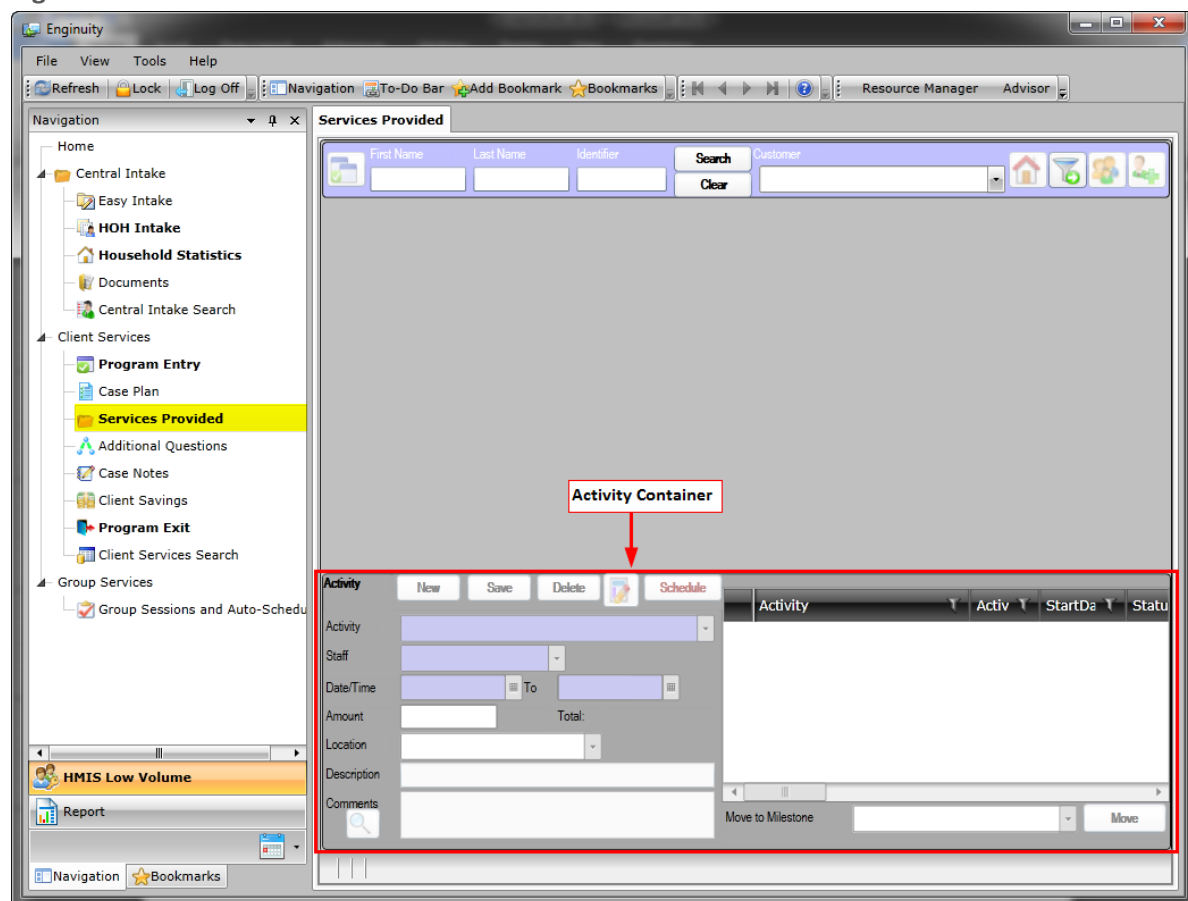 Enginuity
File View Tools Help
Refresh Lock Log Off Navigation To-Do Bar Add Bookmark Bookmarks Resource Manager Advisor
Navigation
Home
Central Intake
Easy Intake
HOH Intake
Household Statistics
Documents
Central Intake Search
Client Services
Program Entry
Case Plan
Services Provided
Additional Questions
Case Notes
Client Savings
Program Exit
Client Services Search
Group Services
Group Sessions and Auto-Schedu
HMIS Low Volume
Report
Navigation Bookmarks
Services Provided
First Name Last Name Identifier Search Customer
Clear
Activity Container
Activity New Save Delete Schedule
Activity
Staff
Date/Time To
Amount Total:
Location
Description
Comments
Activity Activ StartDa Statu
Move to Milestone Move